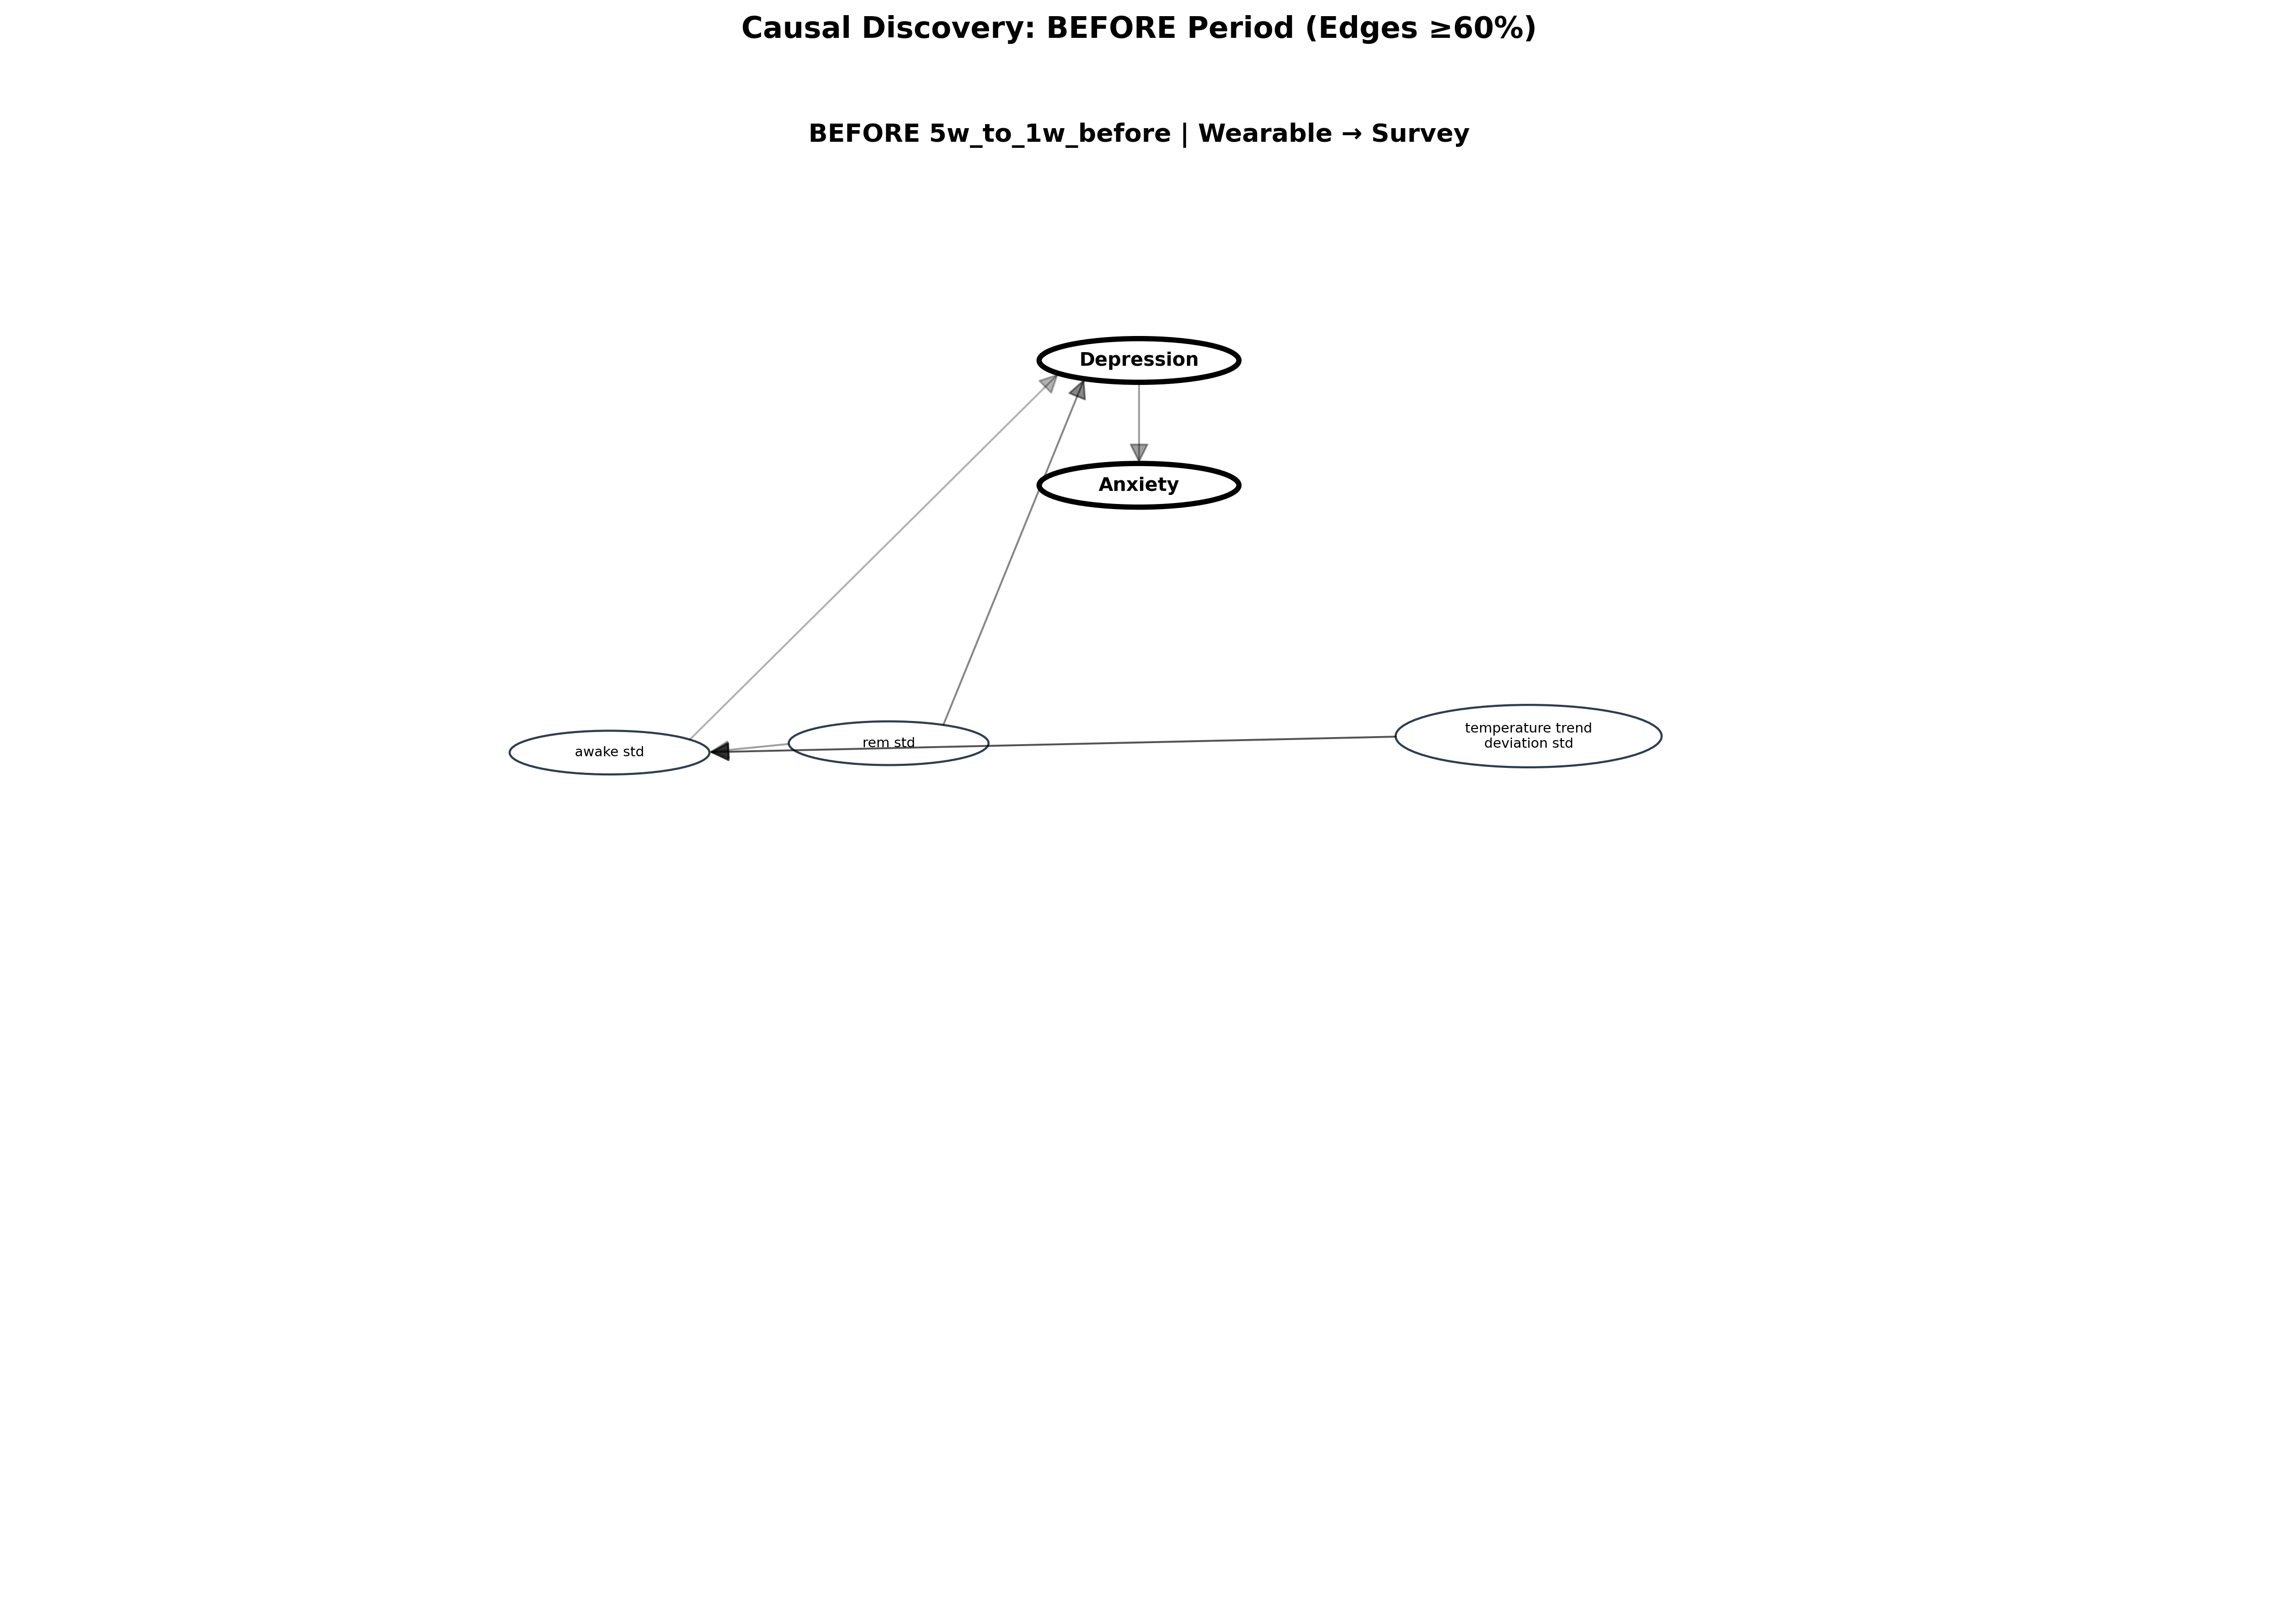 Causal Discovery: BEFORE Period (Edges ≥60%)
BEFORE 5w_to_1w_before | Wearable → Survey
Depression
Anxiety
awake std
rem std
temperature trend
deviation std